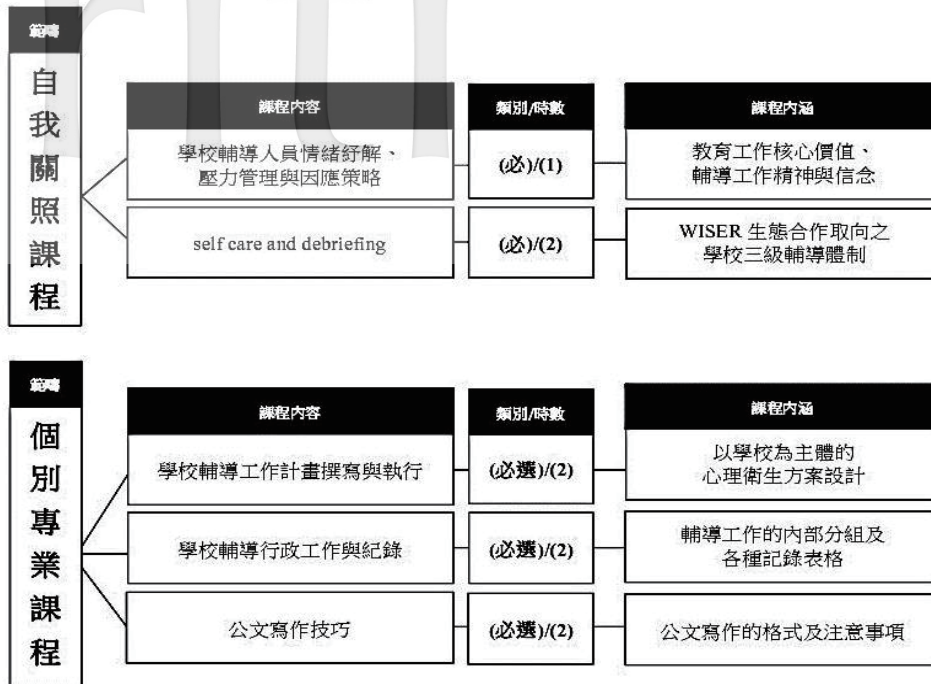 範疇
自我關照課程
課程內容
類別/時數
課程內涵
學校輔導人員情緒紓解、
壓力管理與因應策略
(必)/(1)
教育工作核心價值、
輔導工作精神與信念
self care and debriefing
(必)/(2)
WISER 生態合作取向之
學校三級輔導體制
範疇
個別專業課程
課程內容
類別/時數
課程內涵
學校輔導工作計畫撰寫與執行
(必選)/(2)
以學校為主體的
心理衛生方案設計
學校輔導行政工作與紀錄
(必選)/(2)
輔導工作的內部分組及
各種記錄表格
公文寫作技巧
(必選)/(2)
公文寫作的格式及注意事項